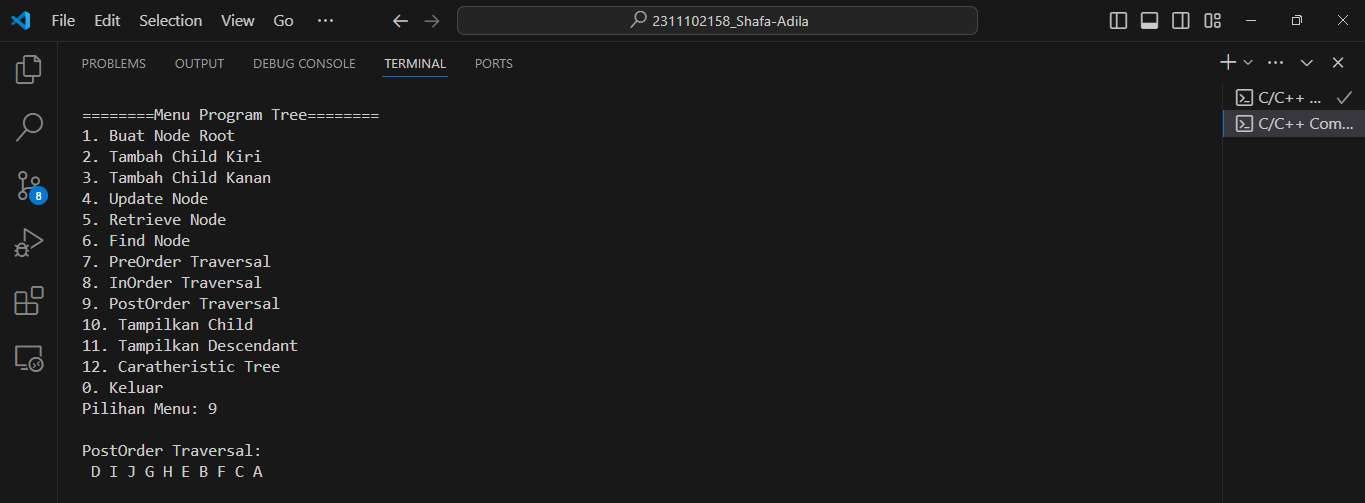 File Edit Selection View Go ··· 2311102158_Shafa-Adila
PROBLEMS OUTPUT DEBUG CONSOLE TERMINAL PORTS
C/C++ ...
C/C++ Com...
8
========Menu Program Tree========
1. Buat Node Root
2. Tambah Child Kiri
3. Tambah Child Kanan
4. Update Node
5. Retrieve Node
6. Find Node
7. PreOrder Traversal
8. InOrder Traversal
9. PostOrder Traversal
10. Tampilkan Child
11. Tampilkan Descendant
12. Caratheristic Tree
0. Keluar
Pilihan Menu: 9
PostOrder Traversal:
D I J G H E B F C A